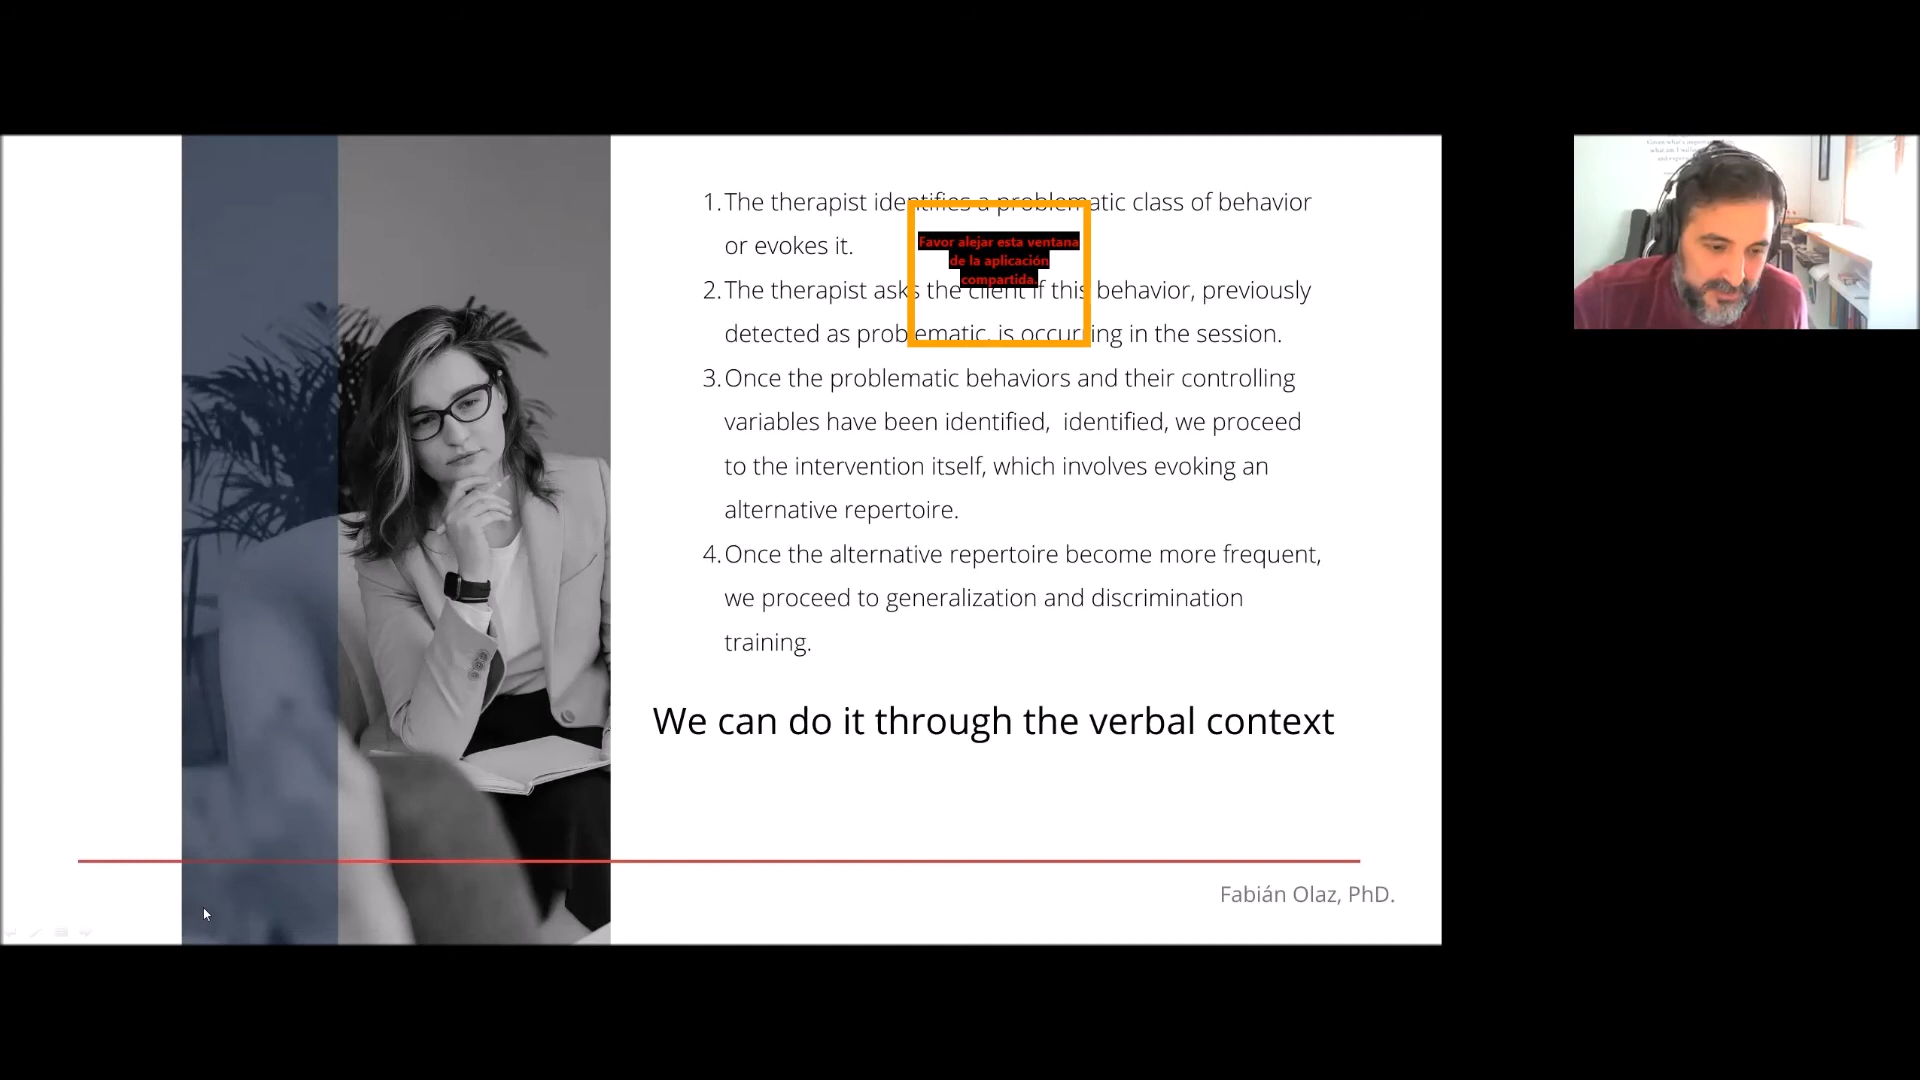 1. The therapist identifies a problematic class of behavior
or evokes it.
Favor alejar esta ventana
de la aplicación
compartida.
2. The therapist asks the client if this behavior, previously
detected as problematic, is occurring in the session.
3. Once the problematic behaviors and their controlling
variables have been identified,  identified, we proceed
to the intervention itself, which involves evoking an
alternative repertoire.
4. Once the alternative repertoire become more frequent,
we proceed to generalization and discrimination
training.
We can do it through the verbal context
Fabián Olaz, PhD.